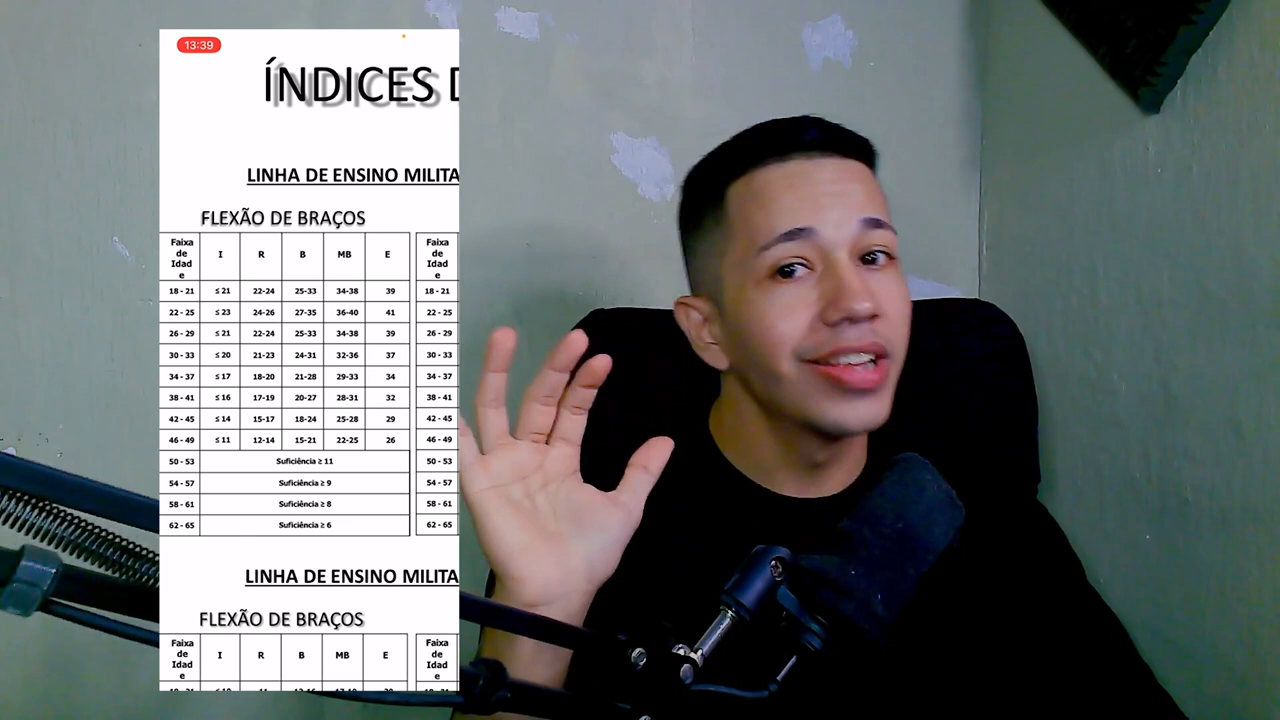 13:39
ÍNDICES D
LINHA DE ENSINO MILITA
FLEXÃO DE BRAÇOS
Faixa de Idad e I R B MB E Faixa de Idad e
18 - 21 ≤ 21 22-24 25-33 34-38 39 18 - 21
22 - 25 ≤ 23 24-26 27-35 36-40 41 22 - 25
26 - 29 ≤ 21 22-24 25-33 34-38 39 26 - 29
30 - 33 ≤ 20 21-23 24-31 32-36 37 30 - 33
34 - 37 ≤ 17 18-20 21-28 29-33 34 34 - 37
38 - 41 ≤ 16 17-19 20-27 28-31 32 38 - 41
42 - 45 ≤ 14 15-17 18-24 25-28 29 42 - 45
46 - 49 ≤ 11 12-14 15-21 22-25 26 46 - 49
50 - 53 Suficiência ≥ 11 50 - 53
54 - 57 Suficiência ≥ 9 54 - 57
58 - 61 Suficiência ≥ 8 58 - 61
62 - 65 Suficiência ≥ 6 62 - 65
LINHA DE ENSINO MILITA
FLEXÃO DE BRAÇOS
Faixa de Idad e I R B MB E Faixa de Idad e